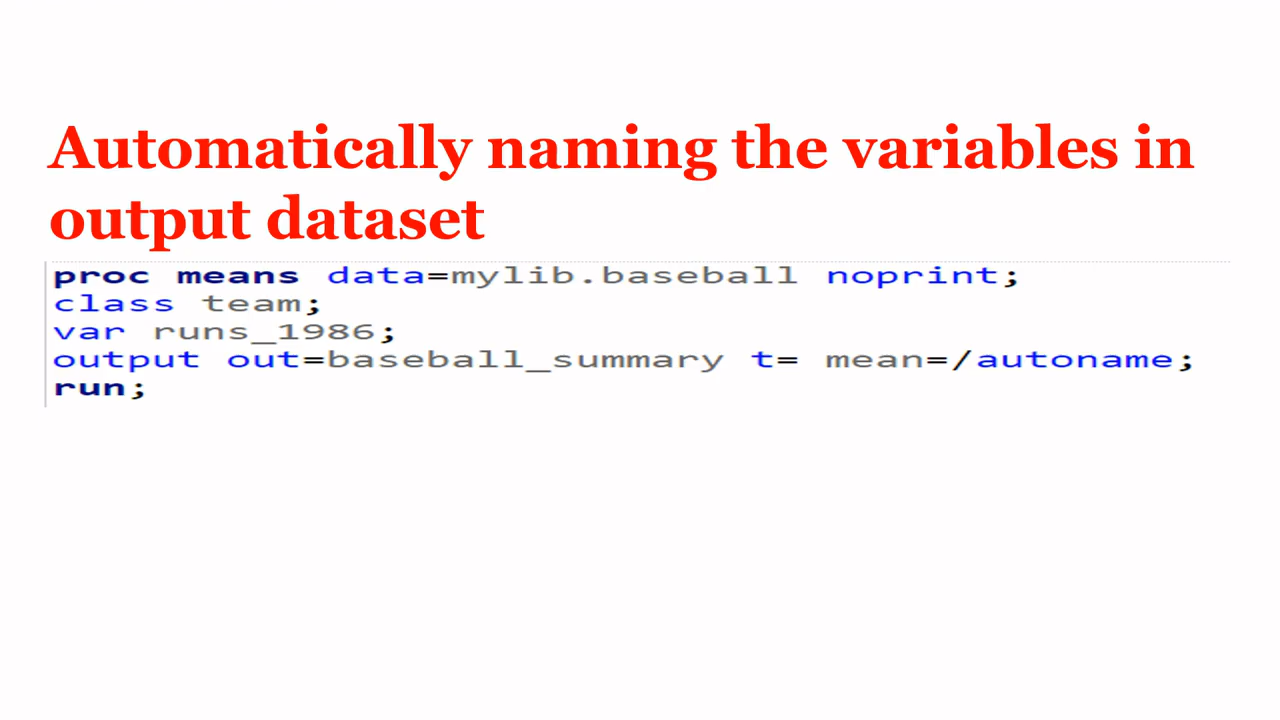 Automatically naming the variables in
output dataset
proc means data=mylib.baseball noprint;
class team;
var runs_1986;
output out=baseball_summary t= mean=/autoname;
run;